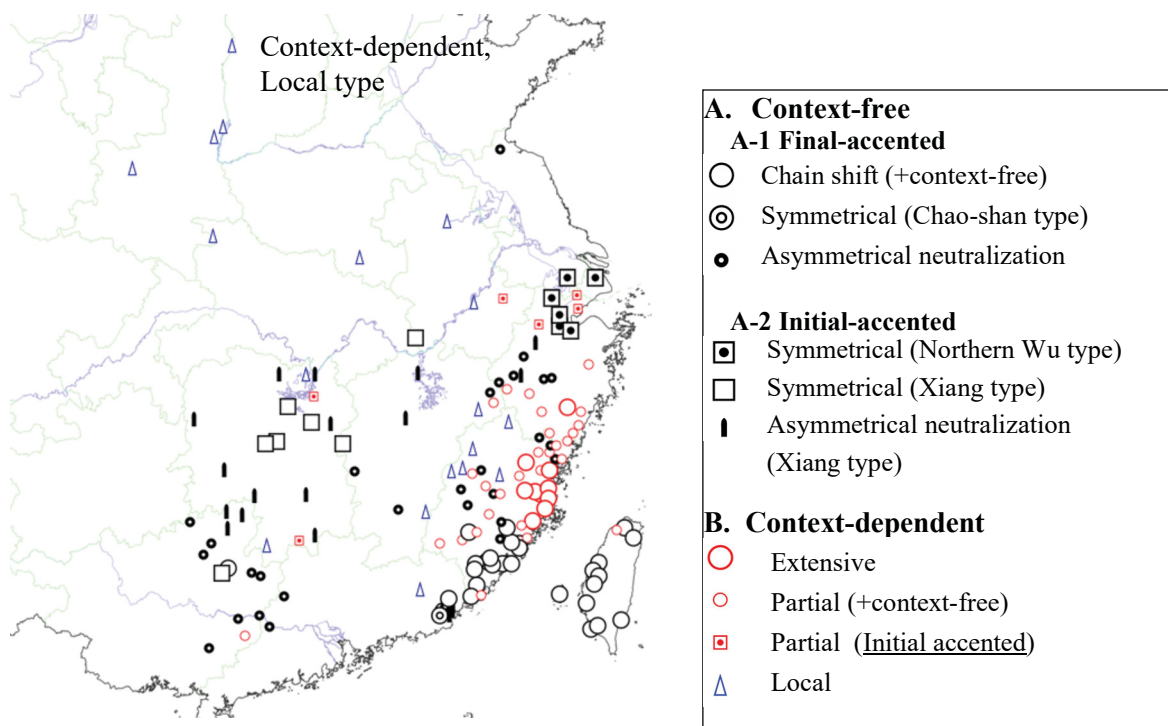 Context-dependent,
Local type
A. Context-free
A-1 Final-accented
Chain shift (+context-free)
Symmetrical (Chao-shan type)
Asymmetrical neutralization
A-2 Initial-accented
Symmetrical (Northern Wu type)
Symmetrical (Xiang type)
Asymmetrical neutralization
(Xiang type)
B. Context-dependent
Extensive
Partial (+context-free)
Partial (Initial accented)
Local